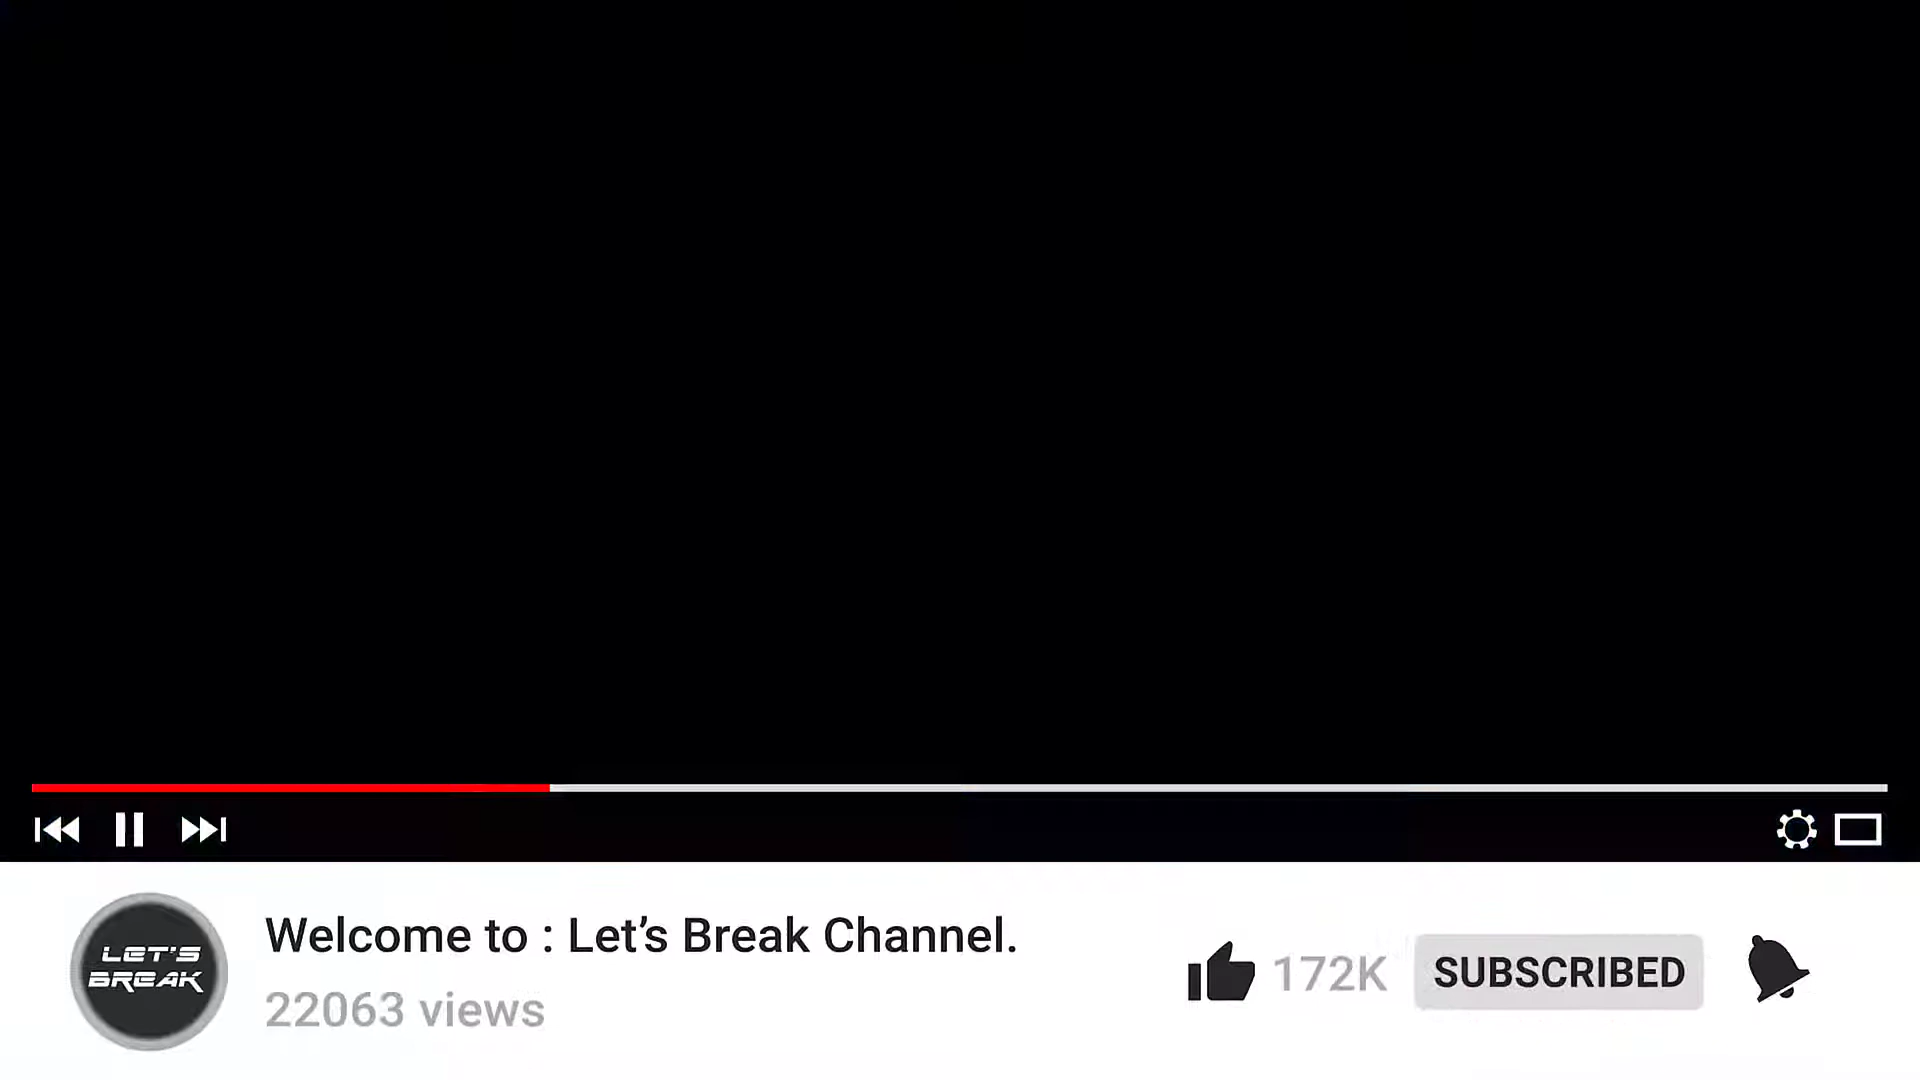 LET'S
BREAK
Welcome to : Let’s Break Channel.
22063 views
172K
SUBSCRIBED